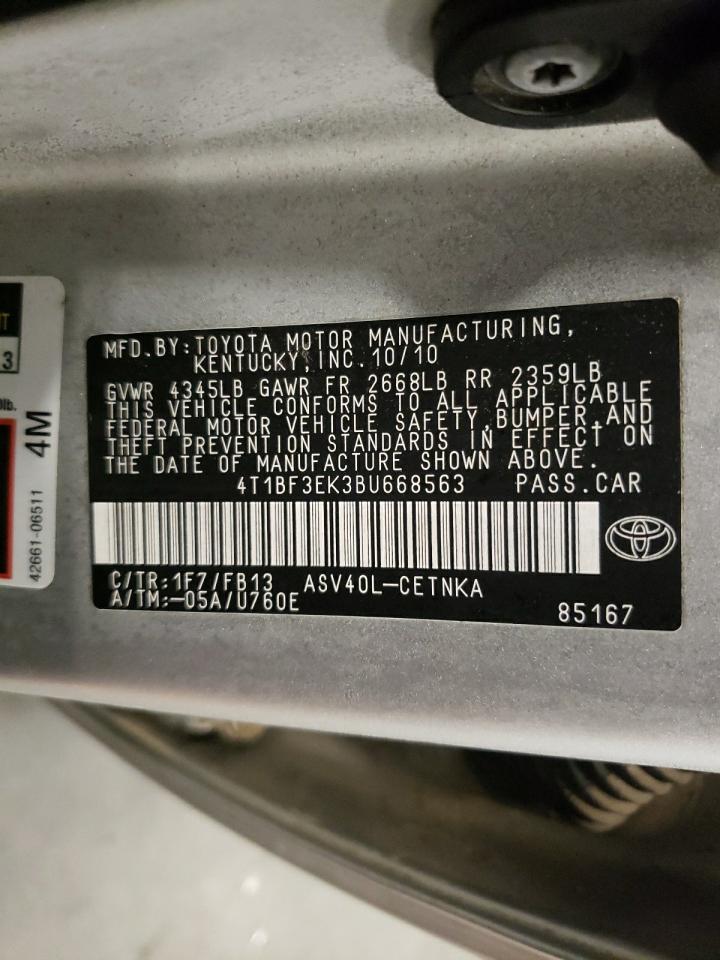 MFD.BY:TOYOTA MOTOR MANUFACTURING,
KENTUCKY,INC.10/10
GVWR 4345LB GAWR FR 2668LB RR 2359LB
THIS VEHICLE CONFORMS TO ALL APPLICABLE
FEDERAL MOTOR VEHICLE SAFETY,BUMPER,AND
THEFT PREVENTION STANDARDS IN EFFECT ON
THE DATE OF MANUFACTURE SHOWN ABOVE.
4T1BF3EK3BU668563 PASS.CAR
C/TR:1F7/FB13 ASV40L-CETNKA
A/TM:-05A/U760E
85167
4M
42661-06511
3
lb.